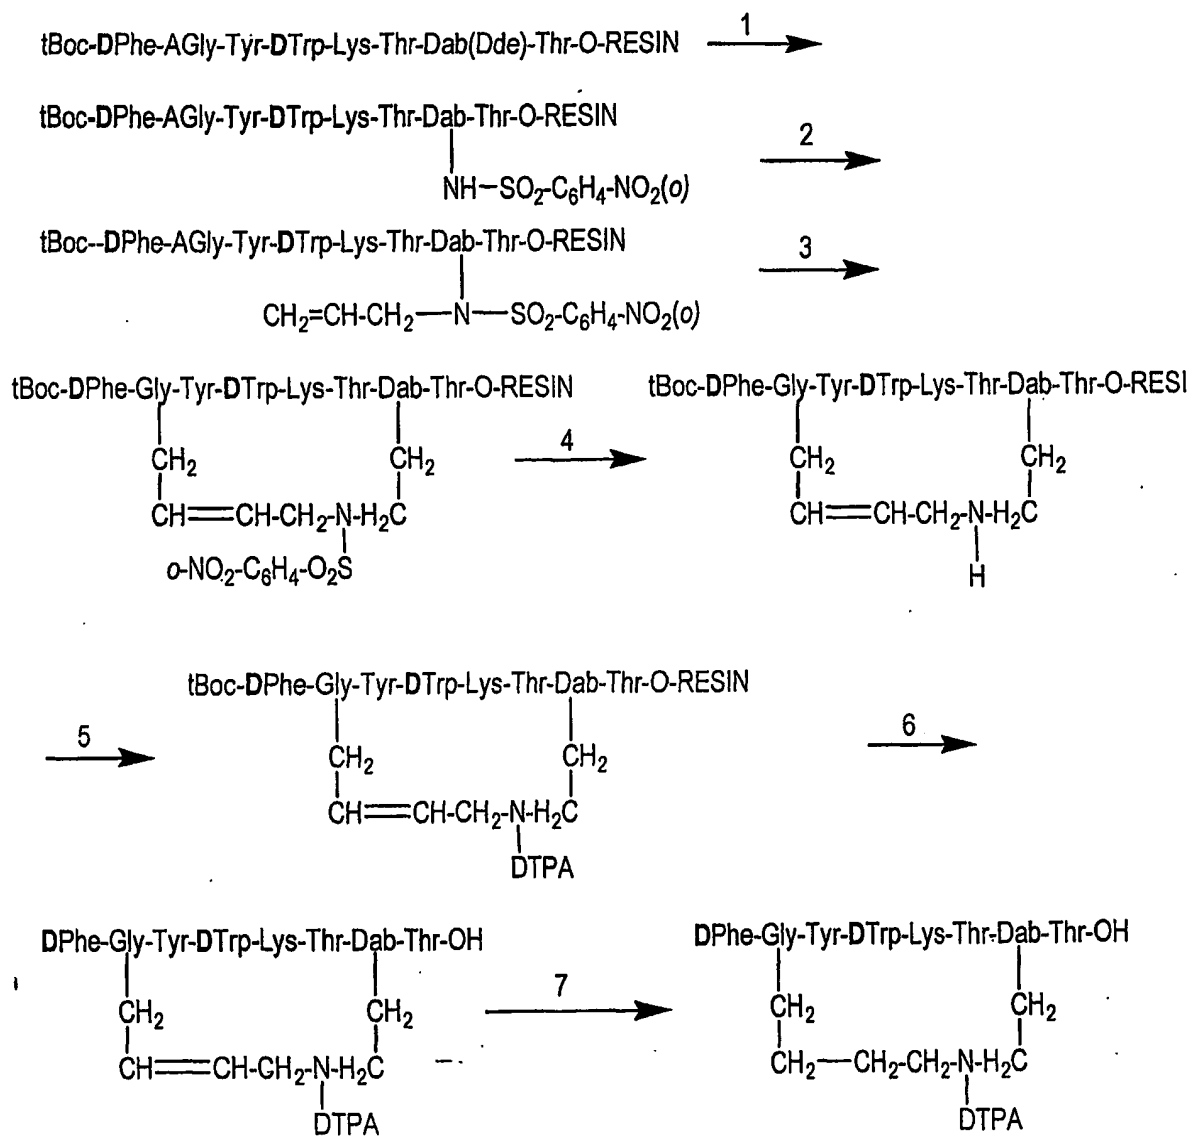 tBoc-DPhe-AGly-Tyr-DTrp-Lys-Thr-Dab(Dde)-Thr-O-RESIN 1
tBoc-DPhe-AGly-Tyr-DTrp-Lys-Thr-Dab-Thr-O-RESIN
2
NH-SO2-C6H4-NO2(o)
tBoc--DPhe-AGly-Tyr-DTrp-Lys-Thr-Dab-Thr-O-RESIN
3
CH2=CH-CH2-N-SO2-C6H4-NO2(o)
tBoc-DPhe-Gly-Tyr-DTrp-Lys-Thr-Dab-Thr-O-RESIN tBoc-DPhe-Gly-Tyr-DTrp-Lys-Thr-Dab-Thr-O-RESI
4
CH2 CH2 CH2 CH2
CH=CH-CH2-N-H2C CH=CH-CH2-N-H2C
o-NO2-C6H4-O2S H
tBoc-DPhe-Gly-Tyr-DTrp-Lys-Thr-Dab-Thr-O-RESIN
5 6
CH2 CH2
CH=CH-CH2-N-H2C
DTPA
DPhe-Gly-Tyr-DTrp-Lys-Thr-Dab-Thr-OH DPhe-Gly-Tyr-DTrp-Lys-Thr-Dab-Thr-OH
7
CH2 CH2 CH2 CH2
CH=CH-CH2-N-H2C CH2-CH2-CH2-N-H2C
DTPA DTPA